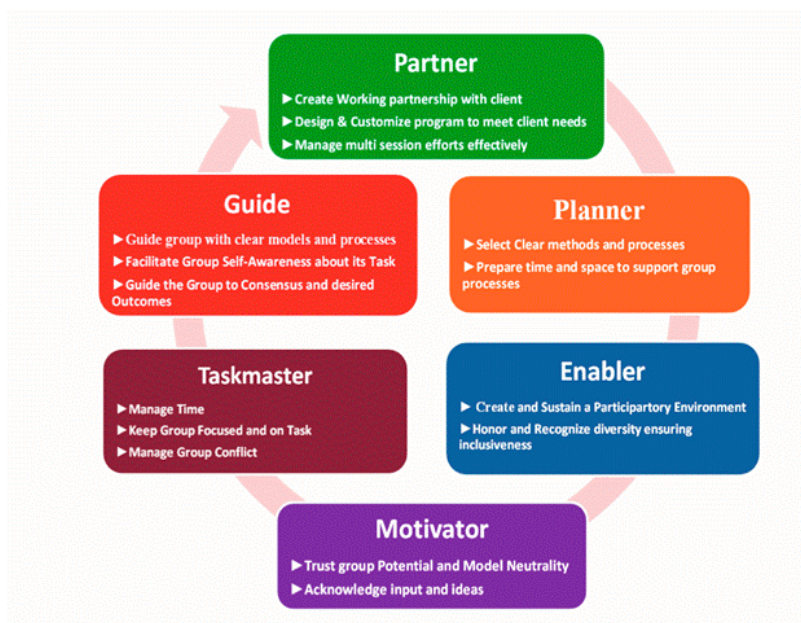 Partner
►Create Working partnership with client
►Design & Customize program to meet client needs
►Manage multi session efforts effectively
Planner
►Select Clear methods and processes
►Prepare time and space to support group
processes
Enabler
► Create and Sustain a Participartory Environment
►Honor and Recognize diversity ensuring
inclusiveness
Motivator
►Trust group Potential and Model Neutrality
►Acknowledge input and ideas
Taskmaster
►Manage Time
►Keep Group Focused and on Task
►Manage Group Conflict
Guide
►Guide group with clear models and processes
►Facilitate Group Self-Awareness about its Task
►Guide the Group to Consensus and desired
Outcomes